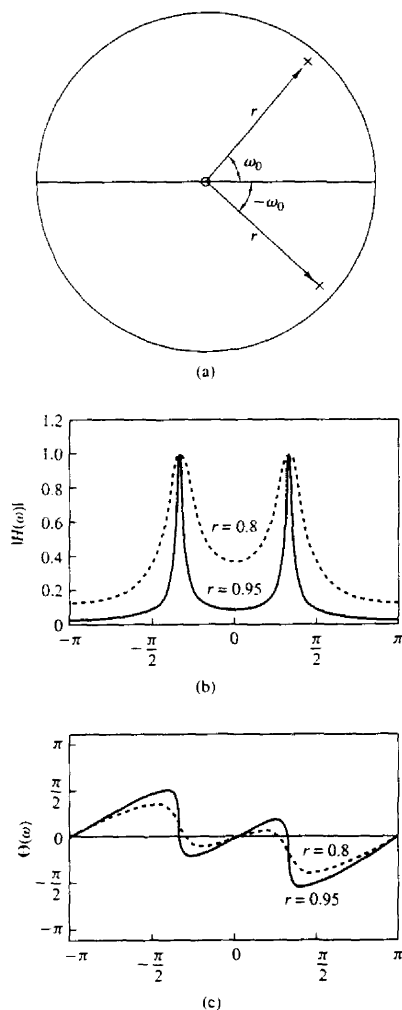 r
ω₀
−ω₀
r
(a)
1.2
1.0
0.8
0.6
0.4
0.2
0
|H(ω)|
r = 0.8
r = 0.95
−π
−π/2
0
π/2
π
(b)
π
π/2
0
−π/2
−π
Θ(ω)
r = 0.8
r = 0.95
−π
−π/2
0
π/2
π
(c)